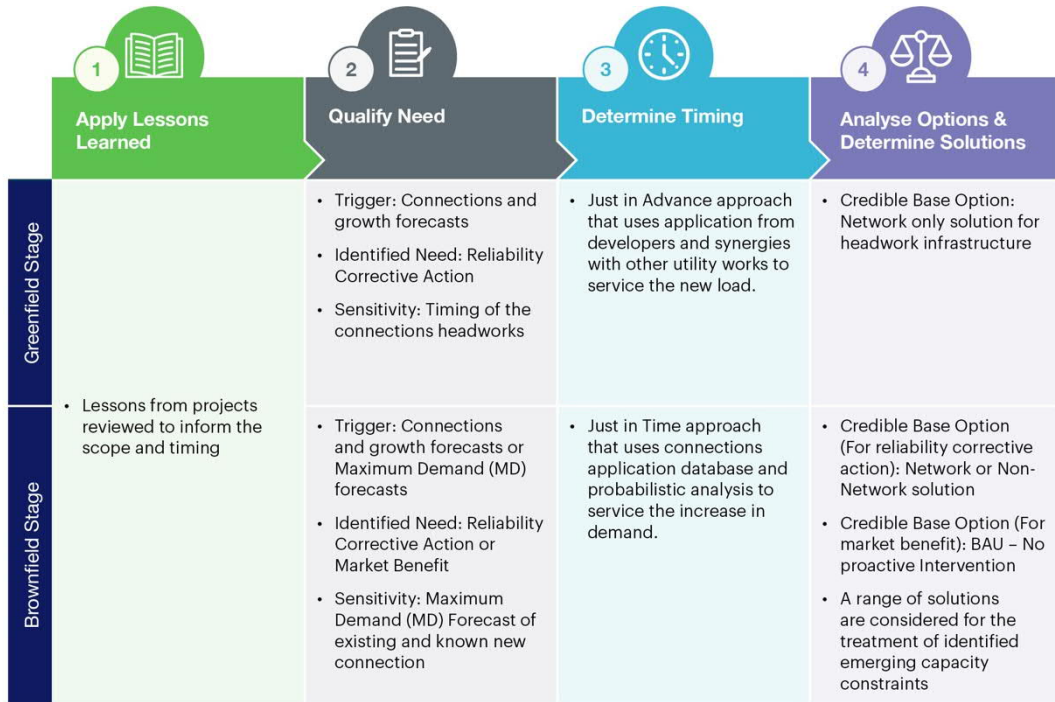 1
Apply Lessons
Learned
2
Qualify Need
3
Determine Timing
4
Analyse Options &
Determine Solutions
Greenfield Stage
• Lessons from projects
reviewed to inform the
scope and timing
• Trigger: Connections and
growth forecasts
• Identified Need: Reliability
Corrective Action
• Sensitivity: Timing of the
connections headworks
• Just in Advance approach
that uses application from
developers and synergies
with other utility works to
service the new load.
• Credible Base Option:
Network only solution for
headwork infrastructure
Brownfield Stage
• Trigger: Connections
and growth forecasts or
Maximum Demand (MD)
forecasts
• Identified Need: Reliability
Corrective Action or
Market Benefit
• Sensitivity: Maximum
Demand (MD) Forecast of
existing and known new
connection
• Just in Time approach
that uses connections
application database and
probabilistic analysis to
service the increase in
demand.
• Credible Base Option
(For reliability corrective
action): Network or Non-
Network solution
• Credible Base Option (For
market benefit): BAU – No
proactive Intervention
• A range of solutions
are considered for the
treatment of identified
emerging capacity
constraints